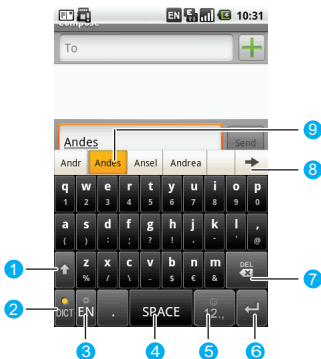 EN 10:31
Compose
To
Andes Send
Andr Andes Ansel Andrea
q w e r t y u i o p
1 2 3 4 5 6 7 8 9 0
a s d f g h j k l ,
( ) : ; ? ! . - ' @
z x c v b n m DEL
% / \ _ $ € &
DICT EN . SPACE 12.,
1
2
3
4
5
6
7
8
9